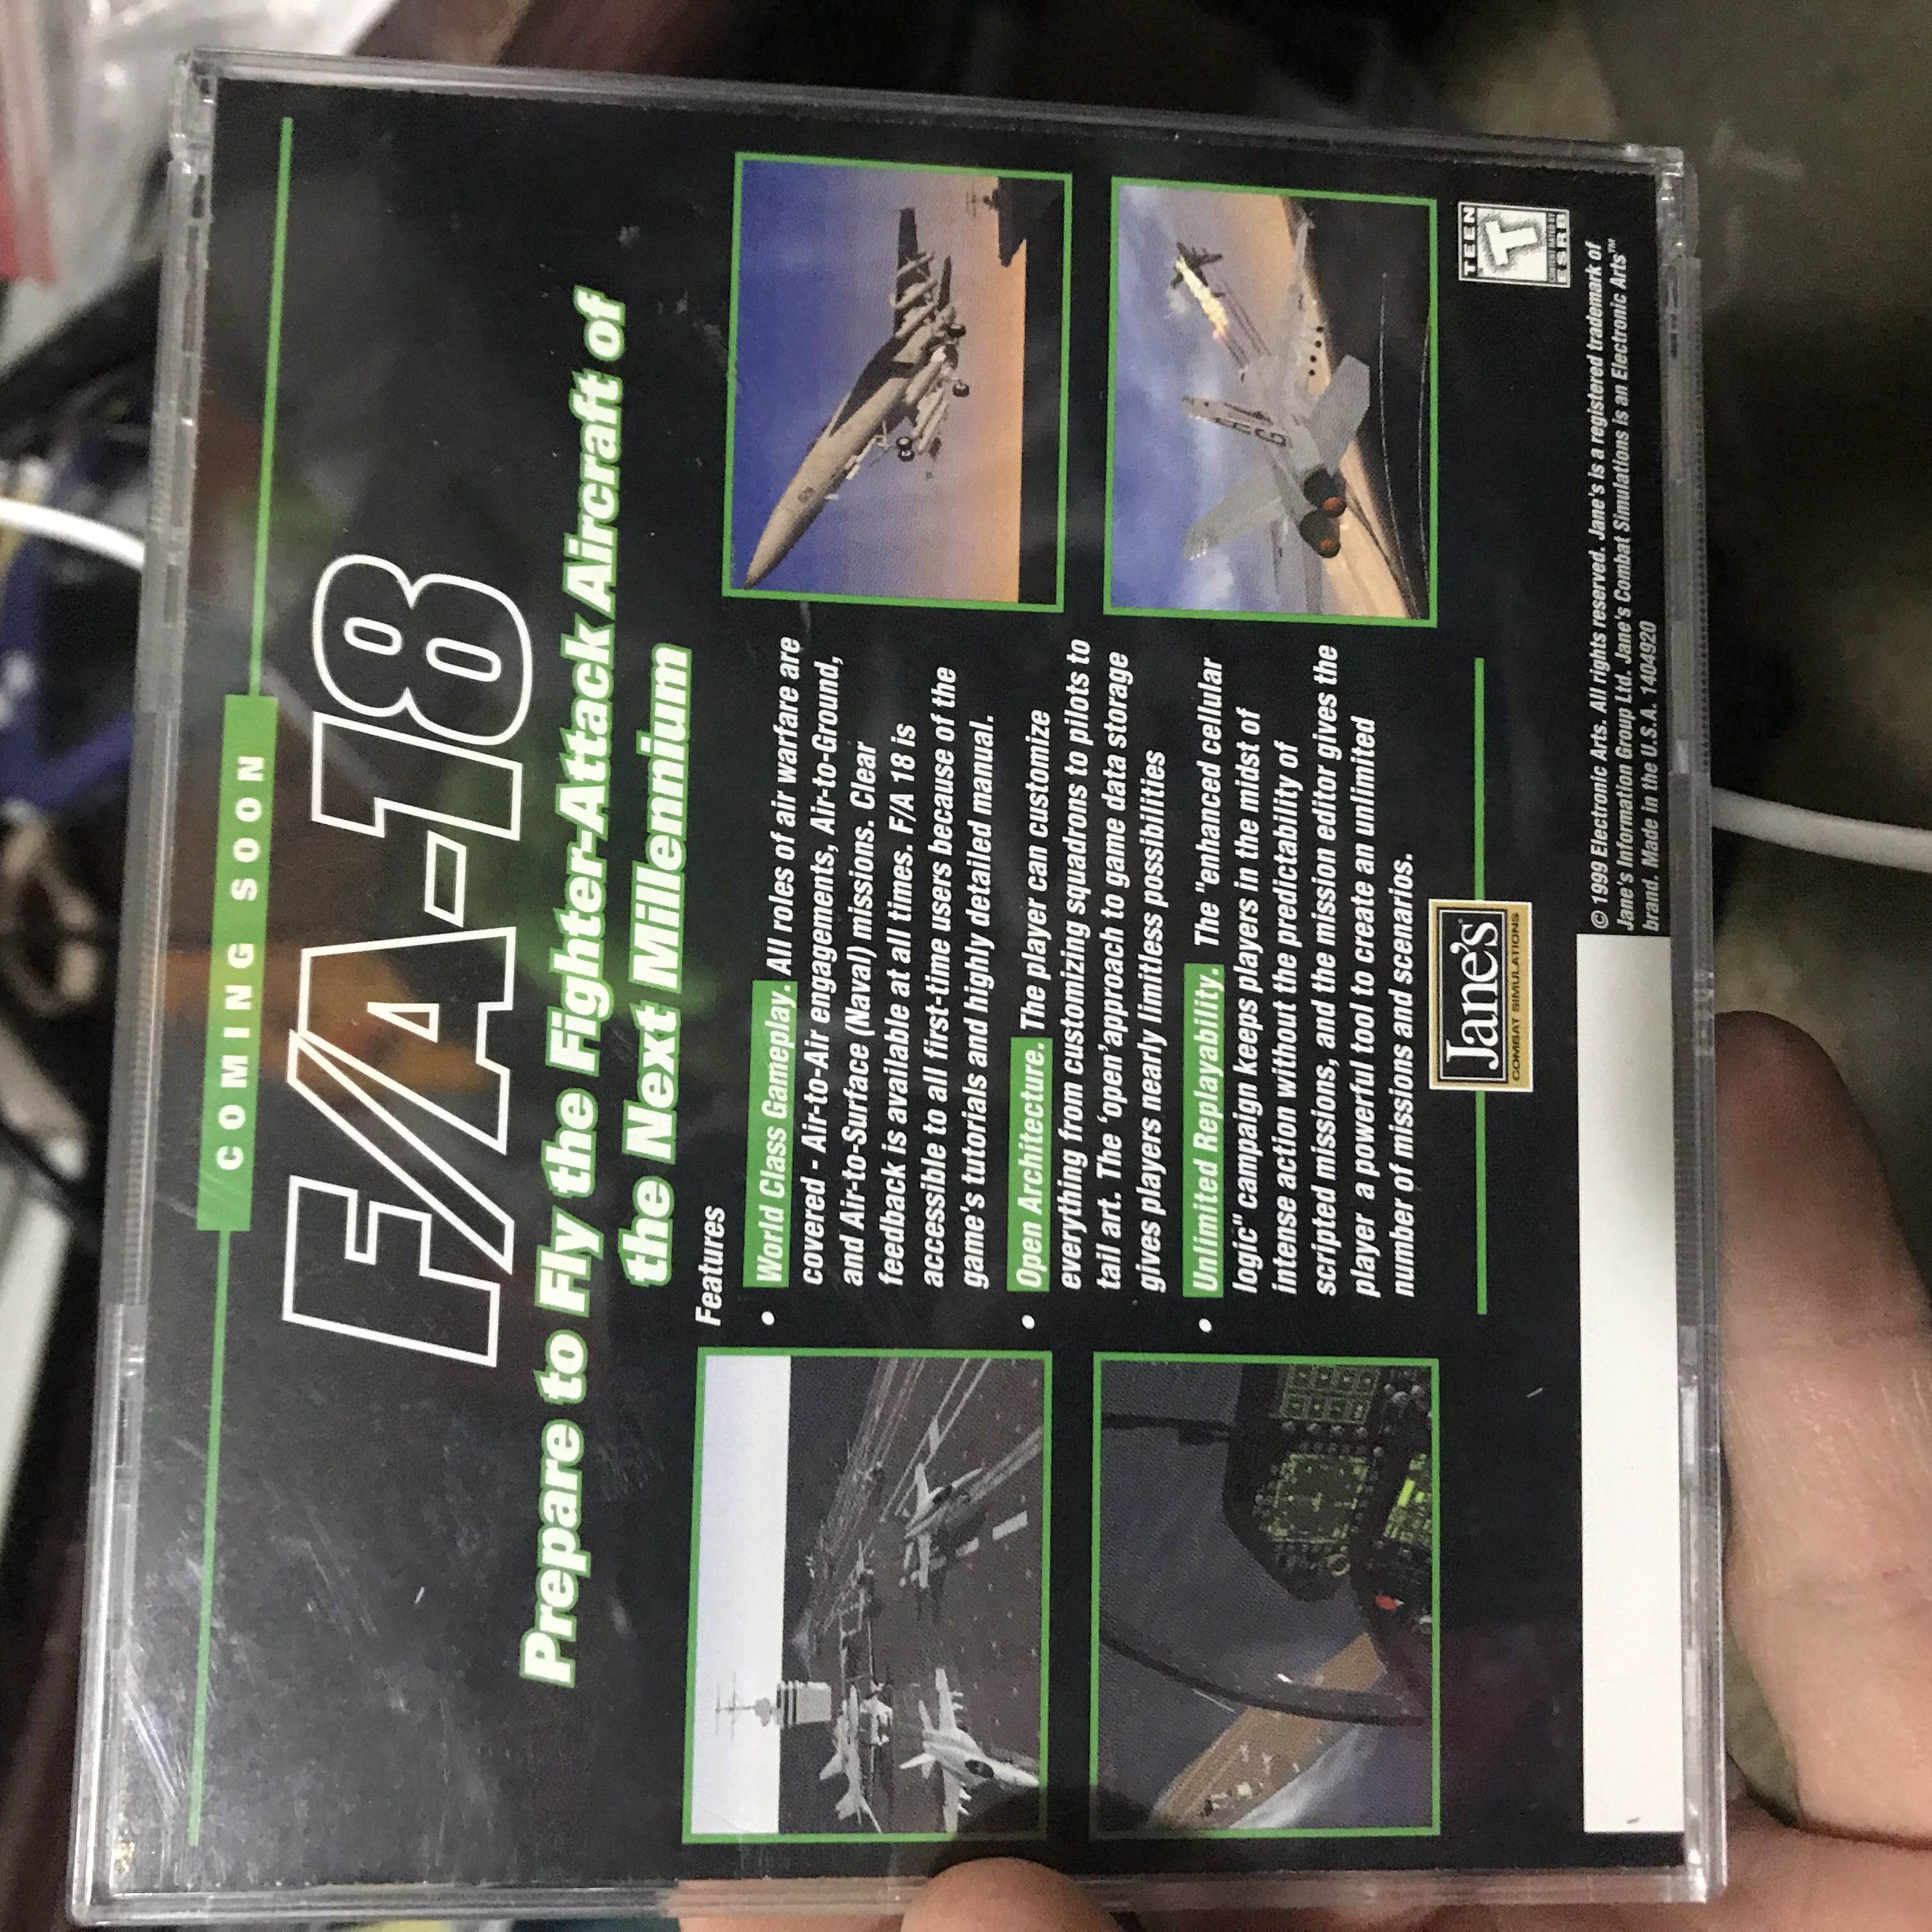 COMING SOON
F/A-18
Prepare to Fly the Fighter-Attack Aircraft of
the Next Millennium
Features
• World Class Gameplay. All roles of air warfare are
covered - Air-to-Air engagements, Air-to-Ground,
and Air-to-Surface (Naval) missions. Clear
feedback is available at all times. F/A 18 is
accessible to all first-time users because of the
game's tutorials and highly detailed manual.
• Open Architecture. The player can customize
everything from customizing squadrons to pilots to
tail art. The 'open'approach to game data storage
gives players nearly limitless possibilities
• Unlimited Replayability. The "enhanced cellular
logic" campaign keeps players in the midst of
intense action without the predictability of
scripted missions, and the mission editor gives the
player a powerful tool to create an unlimited
number of missions and scenarios.
Jane's
COMBAT SIMULATIONS
TEEN
T
CONTENT RATED BY
ESRB
© 1999 Electronic Arts. All rights reserved. Jane's is a registered trademark of
Jane's Information Group Ltd. Jane's Combat Simulations is an Electronic Arts™
brand. Made in the U.S.A. 1404920